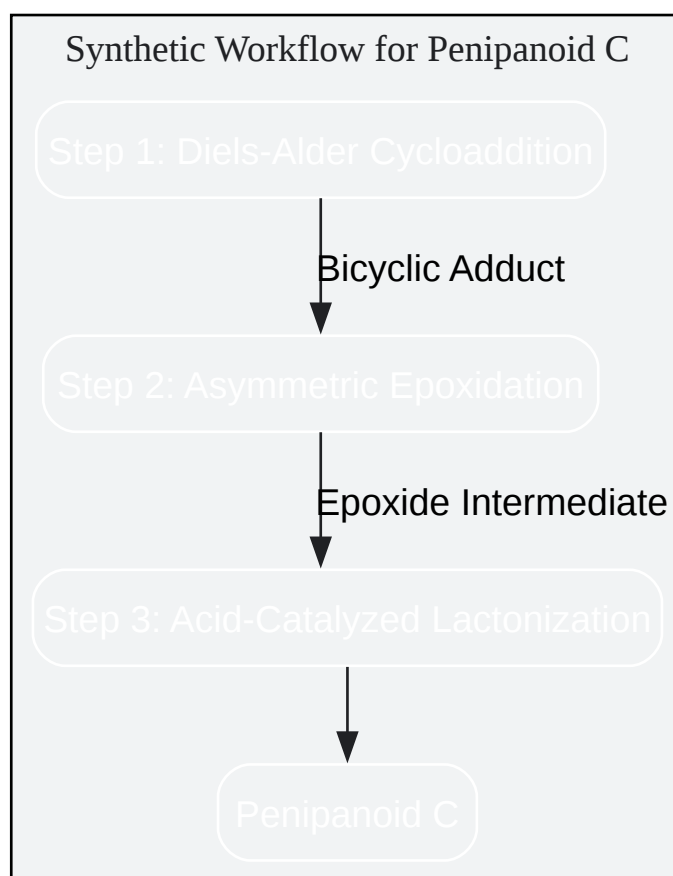 Synthetic Workflow for Penipanoid C
Step 1: Diels-Alder Cycloaddition
Bicyclic Adduct
Step 2: Asymmetric Epoxidation
Epoxide Intermediate
Step 3: Acid-Catalyzed Lactonization
Penipanoid C